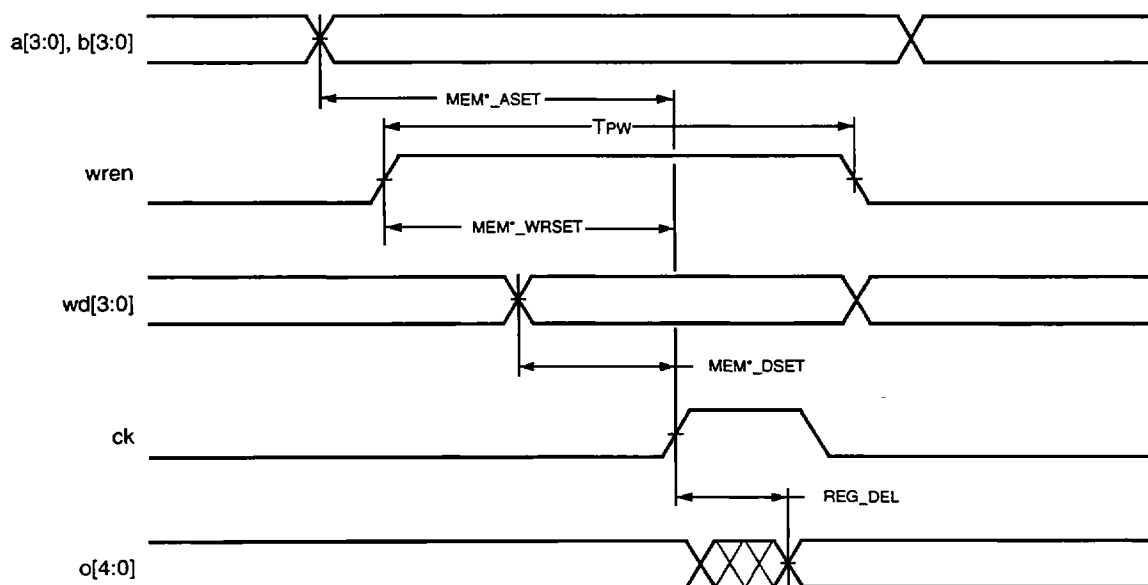 a[3:0], b[3:0]
MEM*_ASET
TPW
wren
MEM*_WRSET
wd[3:0]
MEM*_DSET
ck
REG_DEL
o[4:0]